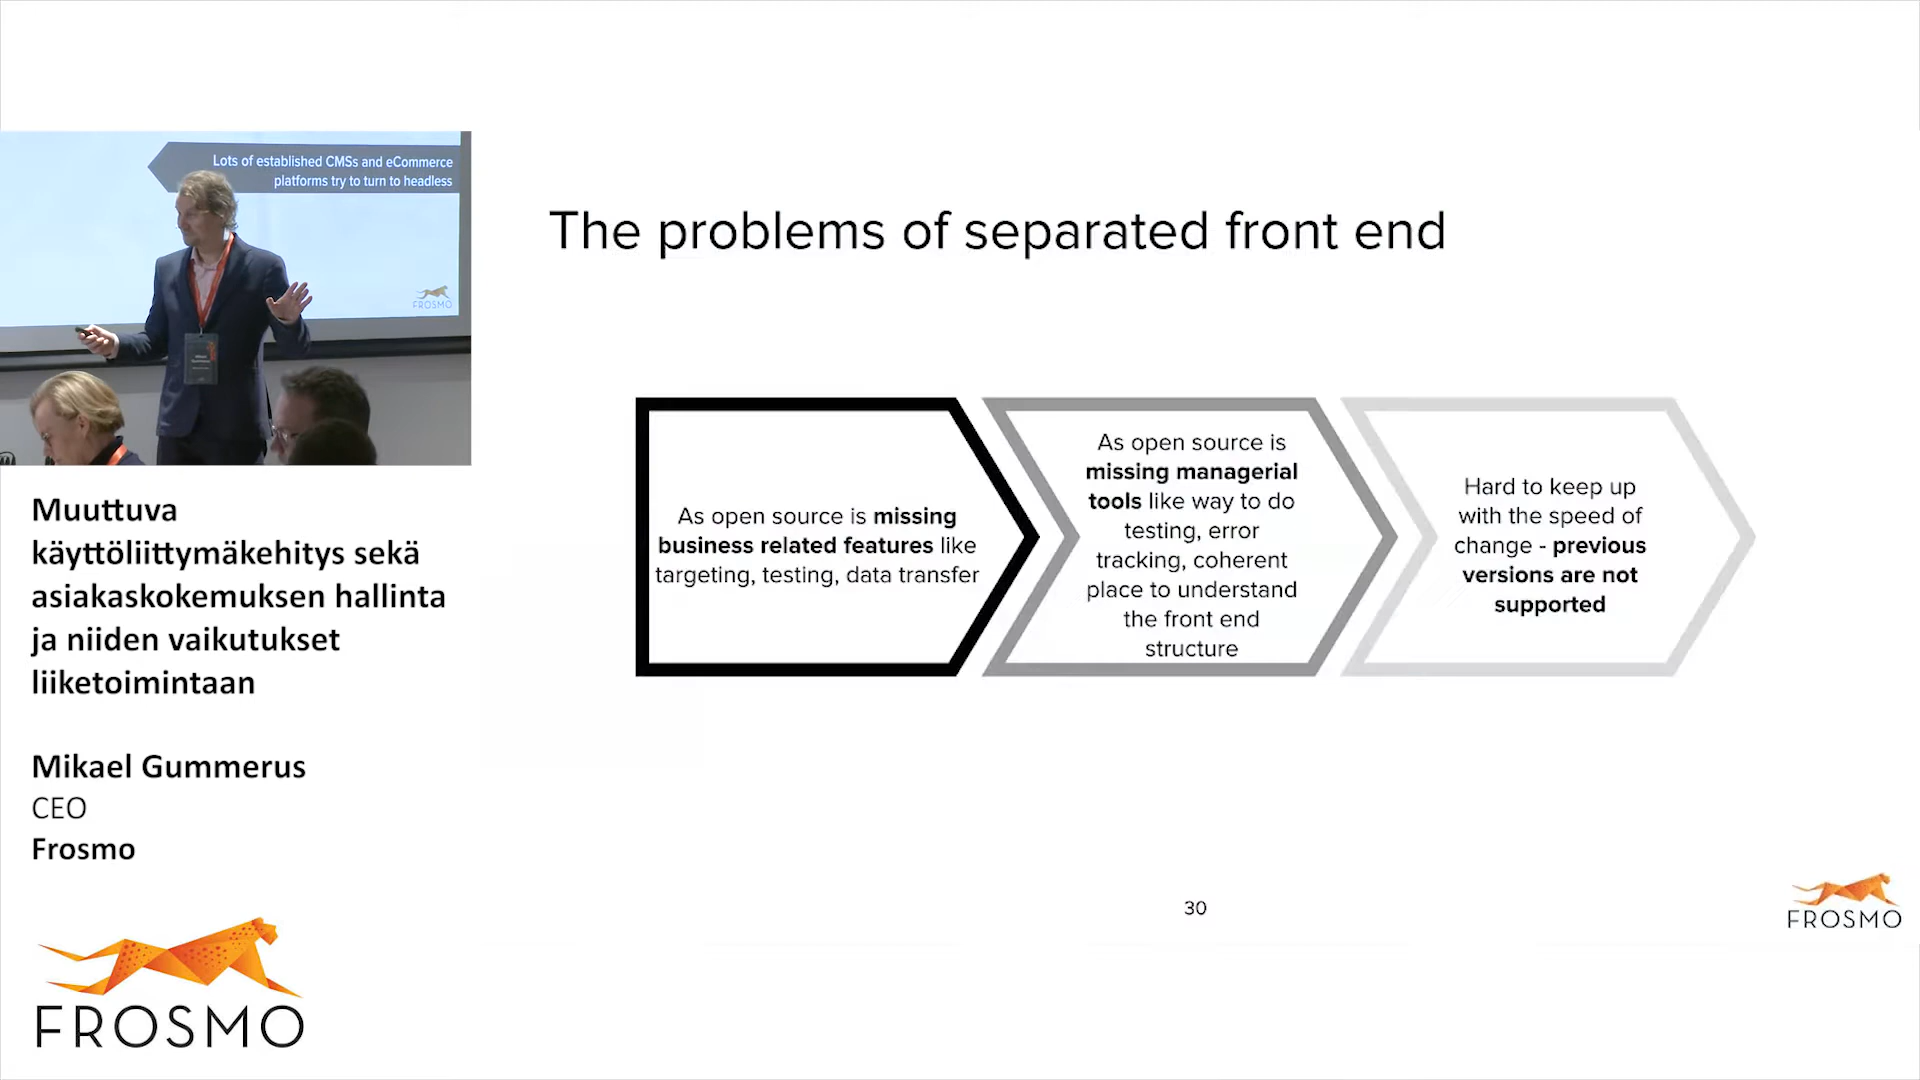 Lots of established CMSs and eCommerce
platforms try to turn to headless
FROSMO
Muuttuva
käyttöliittymäkehitys sekä
asiakaskokemuksen hallinta
ja niiden vaikutukset
liiketoimintaan
Mikael Gummerus
CEO
Frosmo
FROSMO
The problems of separated front end
As open source is missing
business related features like
targeting, testing, data transfer
As open source is
missing managerial
tools like way to do
testing, error
tracking, coherent
place to understand
the front end
structure
Hard to keep up
with the speed of
change - previous
versions are not
supported
30
FROSMO